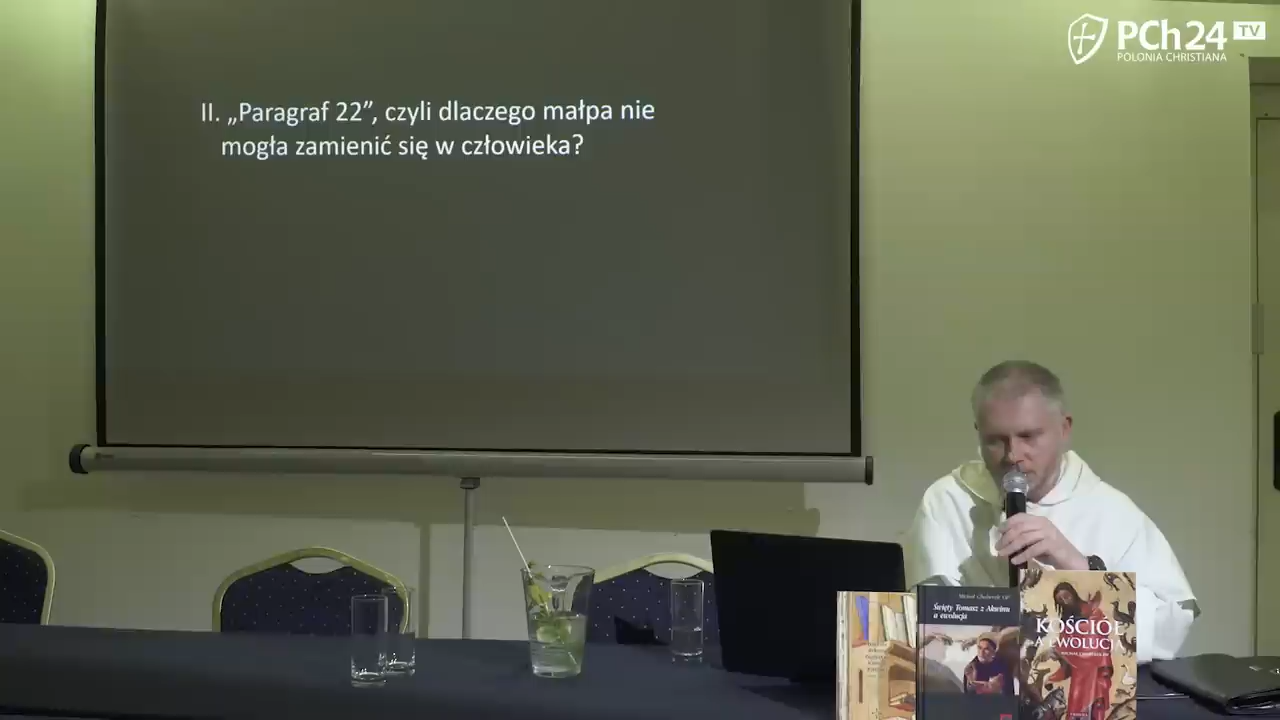 PCh24 TV
POLONIA CHRISTIANA
II. „Paragraf 22”, czyli dlaczego małpa nie
mogła zamienić się w człowieka?
Święty Tomasz z Akwinu
a ewolucja
KOŚCIÓŁ
A EWOLUCJA